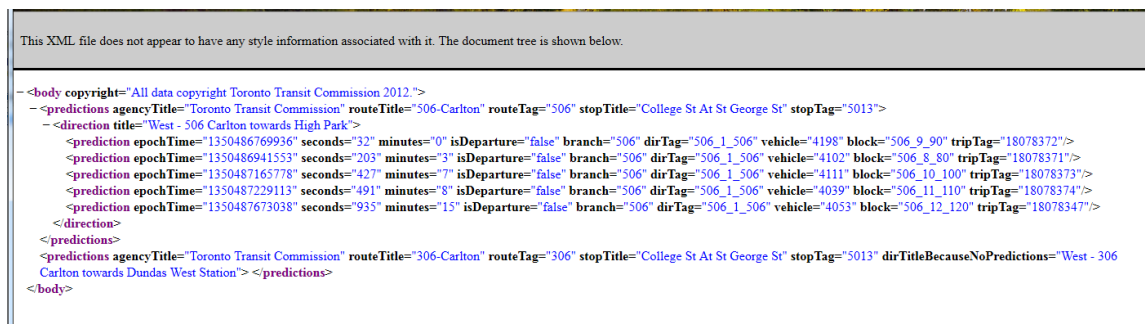 This XML file does not appear to have any style information associated with it. The document tree is shown below.
− <body copyright="All data copyright Toronto Transit Commission 2012.">
− <predictions agencyTitle="Toronto Transit Commission" routeTitle="506-Carlton" routeTag="506" stopTitle="College St At St George St" stopTag="5013">
− <direction title="West - 506 Carlton towards High Park">
<prediction epochTime="1350486769936" seconds="32" minutes="0" isDeparture="false" branch="506" dirTag="506_1_506" vehicle="4198" block="506_9_90" tripTag="18078372"/>
<prediction epochTime="1350486941553" seconds="203" minutes="3" isDeparture="false" branch="506" dirTag="506_1_506" vehicle="4102" block="506_8_80" tripTag="18078371"/>
<prediction epochTime="1350487165778" seconds="427" minutes="7" isDeparture="false" branch="506" dirTag="506_1_506" vehicle="4111" block="506_10_100" tripTag="18078373"/>
<prediction epochTime="1350487229113" seconds="491" minutes="8" isDeparture="false" branch="506" dirTag="506_1_506" vehicle="4039" block="506_11_110" tripTag="18078374"/>
<prediction epochTime="1350487673038" seconds="935" minutes="15" isDeparture="false" branch="506" dirTag="506_1_506" vehicle="4053" block="506_12_120" tripTag="18078347"/>
</direction>
</predictions>
<predictions agencyTitle="Toronto Transit Commission" routeTitle="306-Carlton" routeTag="306" stopTitle="College St At St George St" stopTag="5013" dirTitleBecauseNoPredictions="West - 306
Carlton towards Dundas West Station"> </predictions>
</body>